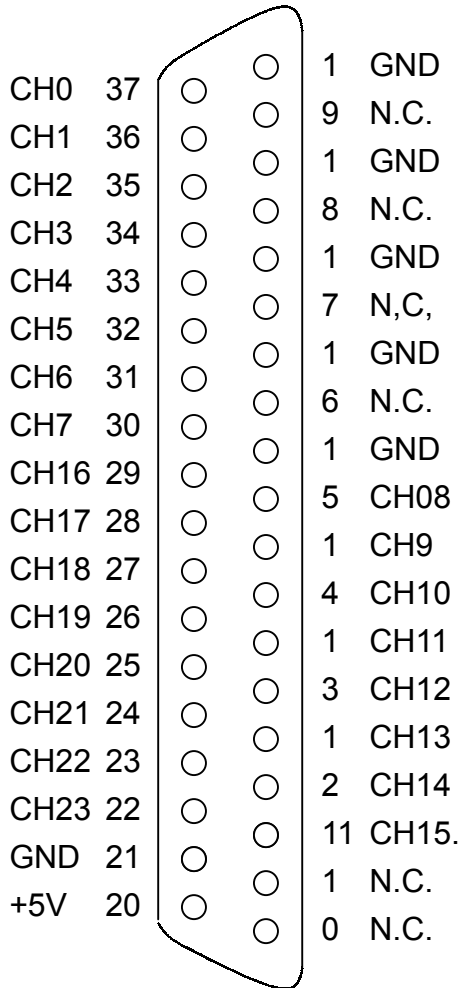 CH0 37
CH1 36
CH2 35
CH3 34
CH4 33
CH5 32
CH6 31
CH7 30
CH16 29
CH17 28
CH18 27
CH19 26
CH20 25
CH21 24
CH22 23
CH23 22
GND 21
+5V 20
1 GND
9 N.C.
1 GND
8 N.C.
1 GND
7 N,C,
1 GND
6 N.C.
1 GND
5 CH08
1 CH9
4 CH10
1 CH11
3 CH12
1 CH13
2 CH14
11 CH15.
1 N.C.
0 N.C.